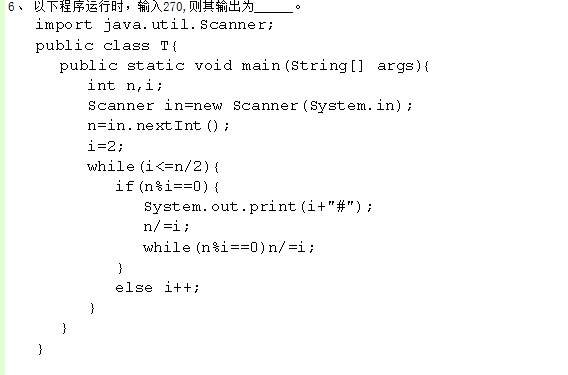 6、 以下程序运行时，输入270,则其输出为______。
import java.util.Scanner;
public class T{
public static void main(String[] args){
int n,i;
Scanner in=new Scanner(System.in);
n=in.nextInt();
i=2;
while(i<=n/2){
if(n%i==0){
System.out.print(i+"#");
n/=i;
while(n%i==0)n/=i;
}
else i++;
}
}
}